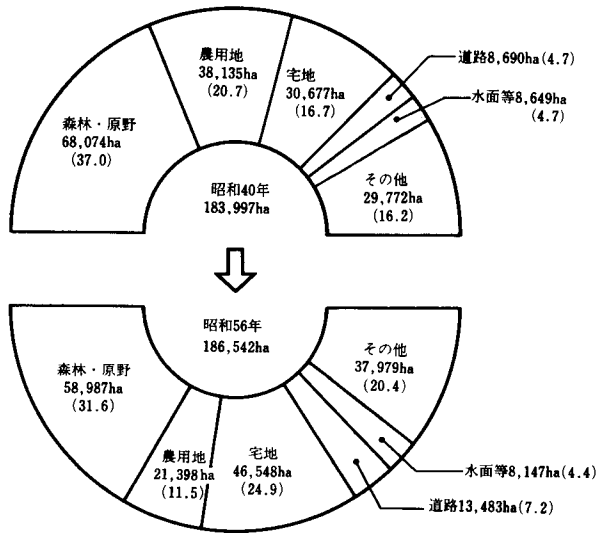 農用地
38,135ha
(20.7)
宅地
30,677ha
(16.7)
道路8,690ha(4.7)
水面等8,649ha
(4.7)
森林・原野
68,074ha
(37.0)
その他
29,772ha
(16.2)
昭和40年
183,997ha
昭和56年
186,542ha
森林・原野
58,987ha
(31.6)
農用地
21,398ha
(11.5)
宅地
46,548ha
(24.9)
その他
37,979ha
(20.4)
水面等8,147ha(4.4)
道路13,483ha(7.2)